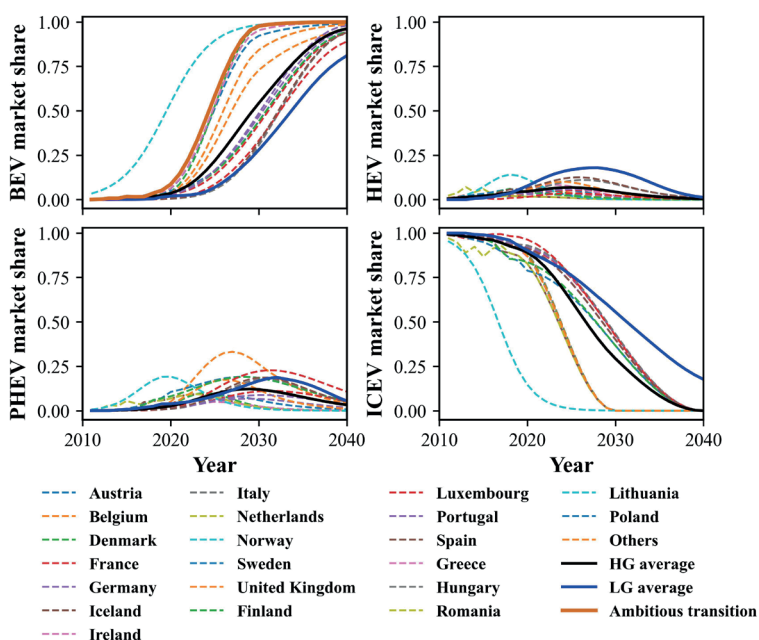 BEV market share
1.00
0.75
0.50
0.25
0.00
HEV market share
1.00
0.75
0.50
0.25
0.00
PHEV market share
1.00
0.75
0.50
0.25
0.00
2010 2020 2030 2040
Year
ICEV market share
1.00
0.75
0.50
0.25
0.00
2010 2020 2030 2040
Year
Austria Italy Luxembourg Lithuania
Belgium Netherlands Portugal Poland
Denmark Norway Spain Others
France Sweden Greece HG average
Germany United Kingdom Hungary LG average
Iceland Finland Romania Ambitious transition
Ireland